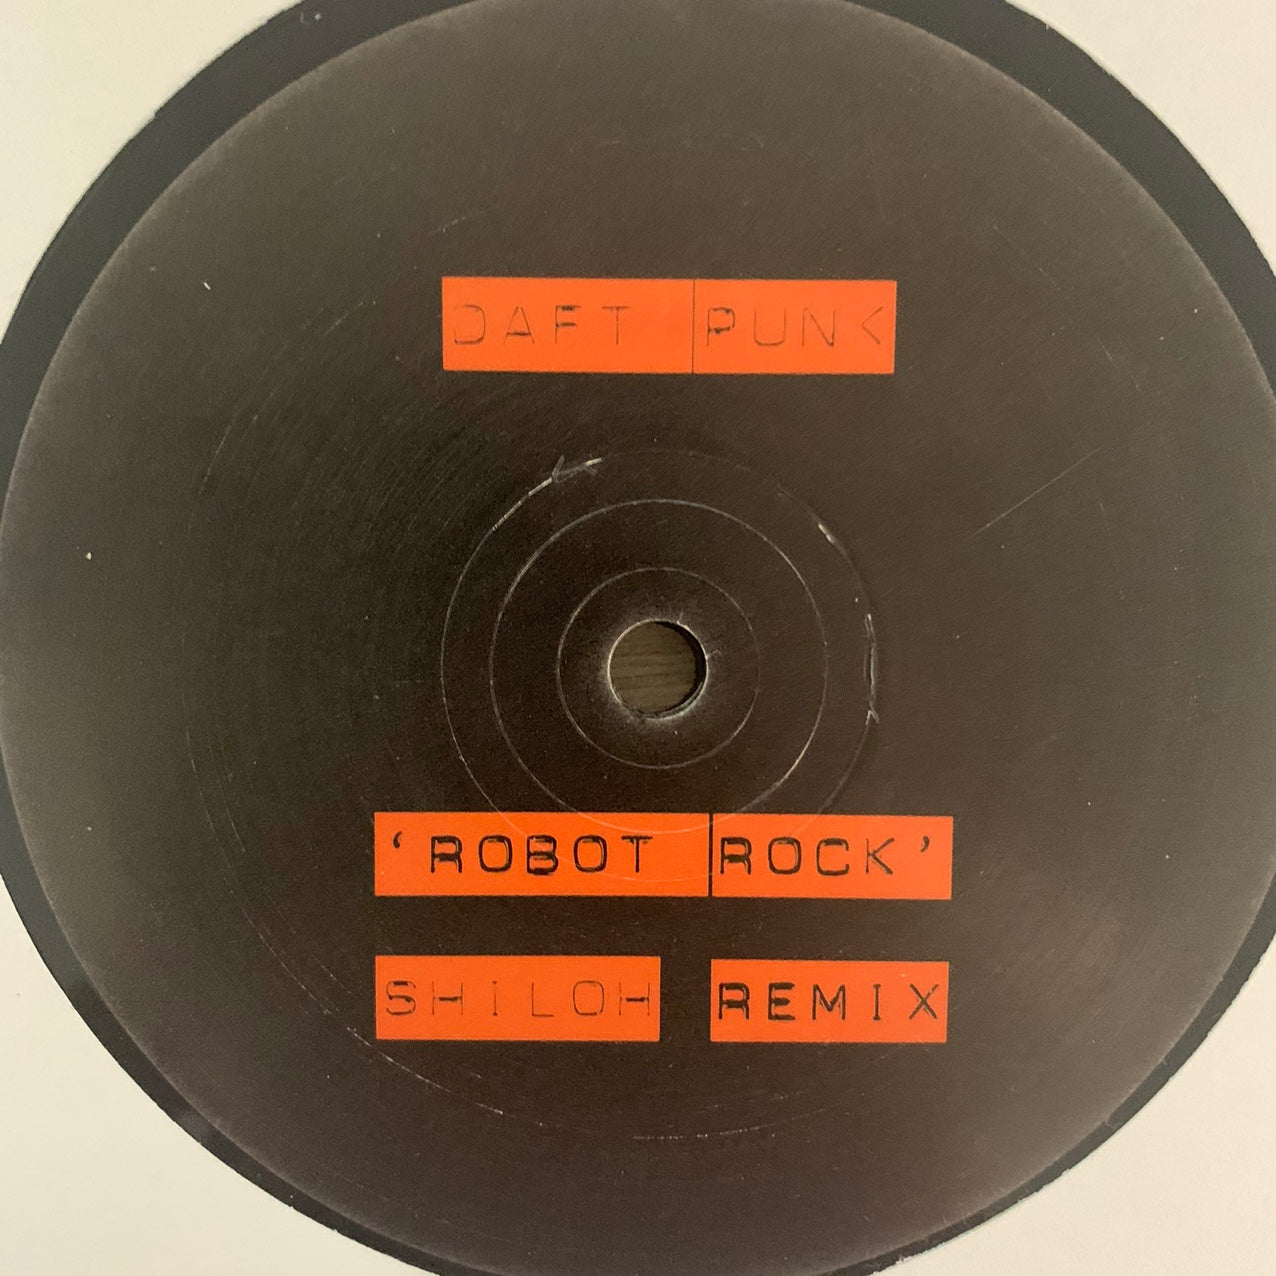 DAFT PUNK
‘ROBOT ROCK’
SHILOH REMIX